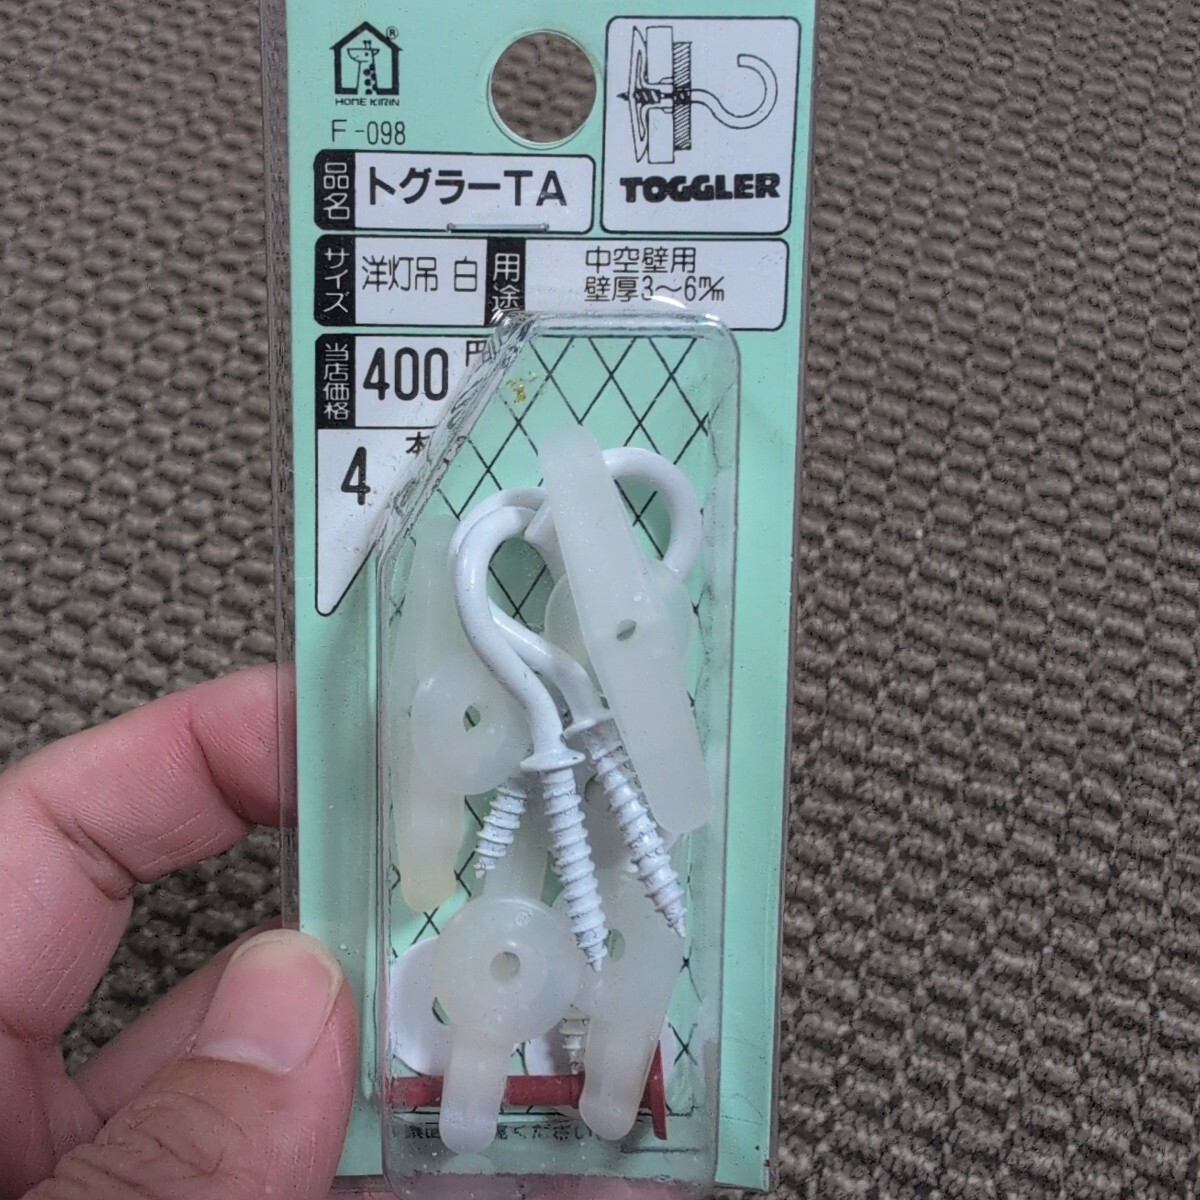 HOME KIRIN
F-098
TOGGLER
品名 トグラーTA
サイズ 洋灯吊 白 用途 中空壁用
壁厚3〜6m/m
当店価格 400円
4本